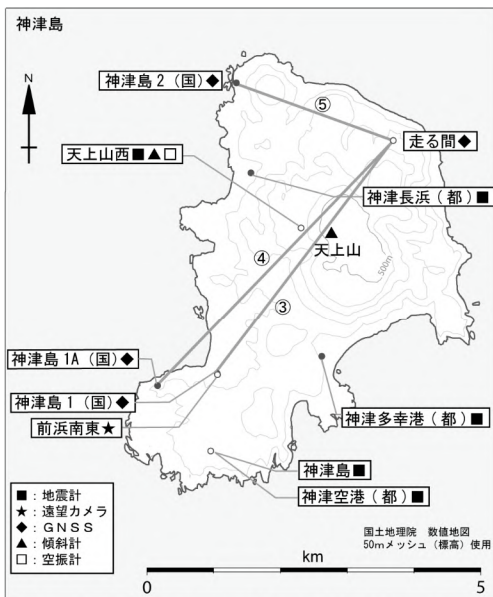 神津島
N
神津島 2（国）◆
⑤
走る間◆
天上山西■▲□
神津長浜（都）■
天上山
500m
④
③
神津島 1A（国）◆
神津島 1（国）◆
前浜南東★
神津多幸港（都）■
神津島■
神津空港（都）■
■：地震計
★：遠望カメラ
◆：ＧＮＳＳ
▲：傾斜計
□：空振計
国土地理院　数値地図
50mメッシュ（標高）使用
km
0
5